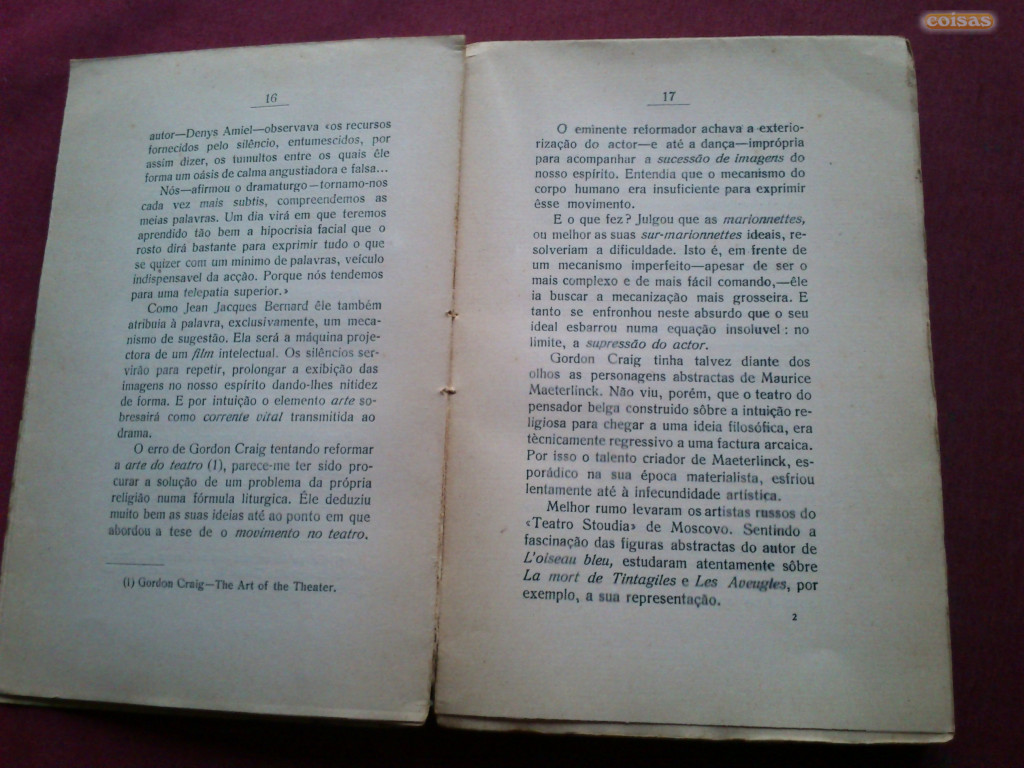 coisas
16
autor—Denys Amiel—observava «os recursos
fornecidos pelo silêncio, entumescidos, por
assim dizer, os tumultos entre os quais êle
forma um oásis de calma angustiadora e falsa...
Nós—afirmou o dramaturgo—tornamo-nos
cada vez mais subtis, compreendemos as
meias palavras. Um dia virá em que teremos
aprendido tão bem a hipocrisia facial que o
rosto dirá bastante para exprimir tudo o que
se quizer com um mínimo de palavras, veículo
indispensavel da acção. Porque nós tendemos
para uma telepatia superior.»
Como Jean Jacques Bernard êle também
atribuia à palavra, exclusivamente, um meca-
nismo de sugestão. Ela será a máquina proje-
ctora de um film intelectual. Os silêncios ser-
virão para repetir, prolongar a exibição das
imagens no nosso espírito dando-lhes nitidez
de forma. E por intuição o elemento arte so-
bresairá como corrente vital transmitida ao
drama.
O erro de Gordon Craig tentando reformar
a arte do teatro (1), parece-me ter sido pro-
curar a solução de um problema da própria
religião numa fórmula liturgica. Êle deduziu
muito bem as suas ideias até ao ponto em que
abordou a tese de o movimento no teatro.
(1) Gordon Craig—The Art of the Theater.
17
O eminente reformador achava a exterio-
rização do actor—e até a dança—imprópria
para acompanhar a sucessão de imagens do
nosso espírito. Entendia que o mecanismo do
corpo humano era insuficiente para exprimir
êsse movimento.
E o que fez? Julgou que as marionnettes,
ou melhor as suas sur-marionnettes ideais, re-
solveriam a dificuldade. Isto é, em frente de
um mecanismo imperfeito—apesar de ser o
mais complexo e de mais fácil comando,—êle
ia buscar a mecanização mais grosseira. E
tanto se enfronhou neste absurdo que o seu
ideal esbarrou numa equação insoluvel: no
limite, a supressão do actor.
Gordon Craig tinha talvez diante dos
olhos as personagens abstractas de Maurice
Maeterlinck. Não viu, porém, que o teatro do
pensador belga construido sôbre a intuição re-
ligiosa para chegar a uma ideia filosófica, era
tècnicamente regressivo a uma factura arcaica.
Por isso o talento criador de Maeterlinck, es-
porádico na sua época materialista, esfriou
lentamente até à infecundidade artística.
Melhor rumo levaram os artistas russos do
«Teatro Stoudia» de Moscovo. Sentindo a
fascinação das figuras abstractas do autor de
L'oiseau bleu, estudaram atentamente sôbre
La mort de Tintagiles e Les Aveugles, por
exemplo, a sua representação.
2